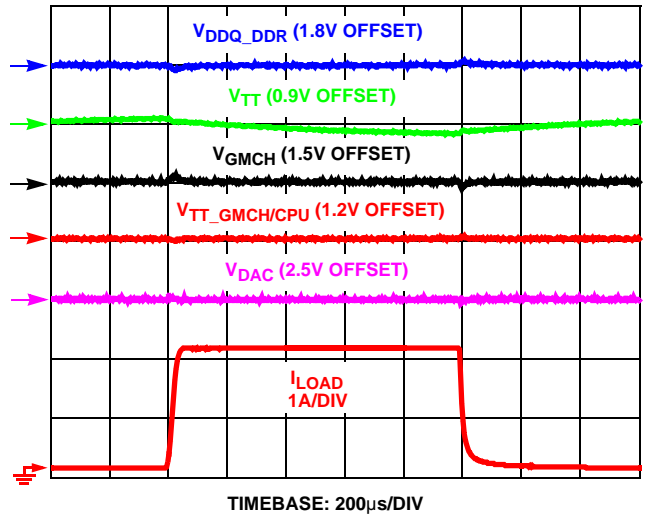 VDDQ_DDR (1.8V OFFSET)
VTT (0.9V OFFSET)
VGMCH (1.5V OFFSET)
VTT_GMCH/CPU (1.2V OFFSET)
VDAC (2.5V OFFSET)
ILOAD
1A/DIV
TIMEBASE: 200µs/DIV